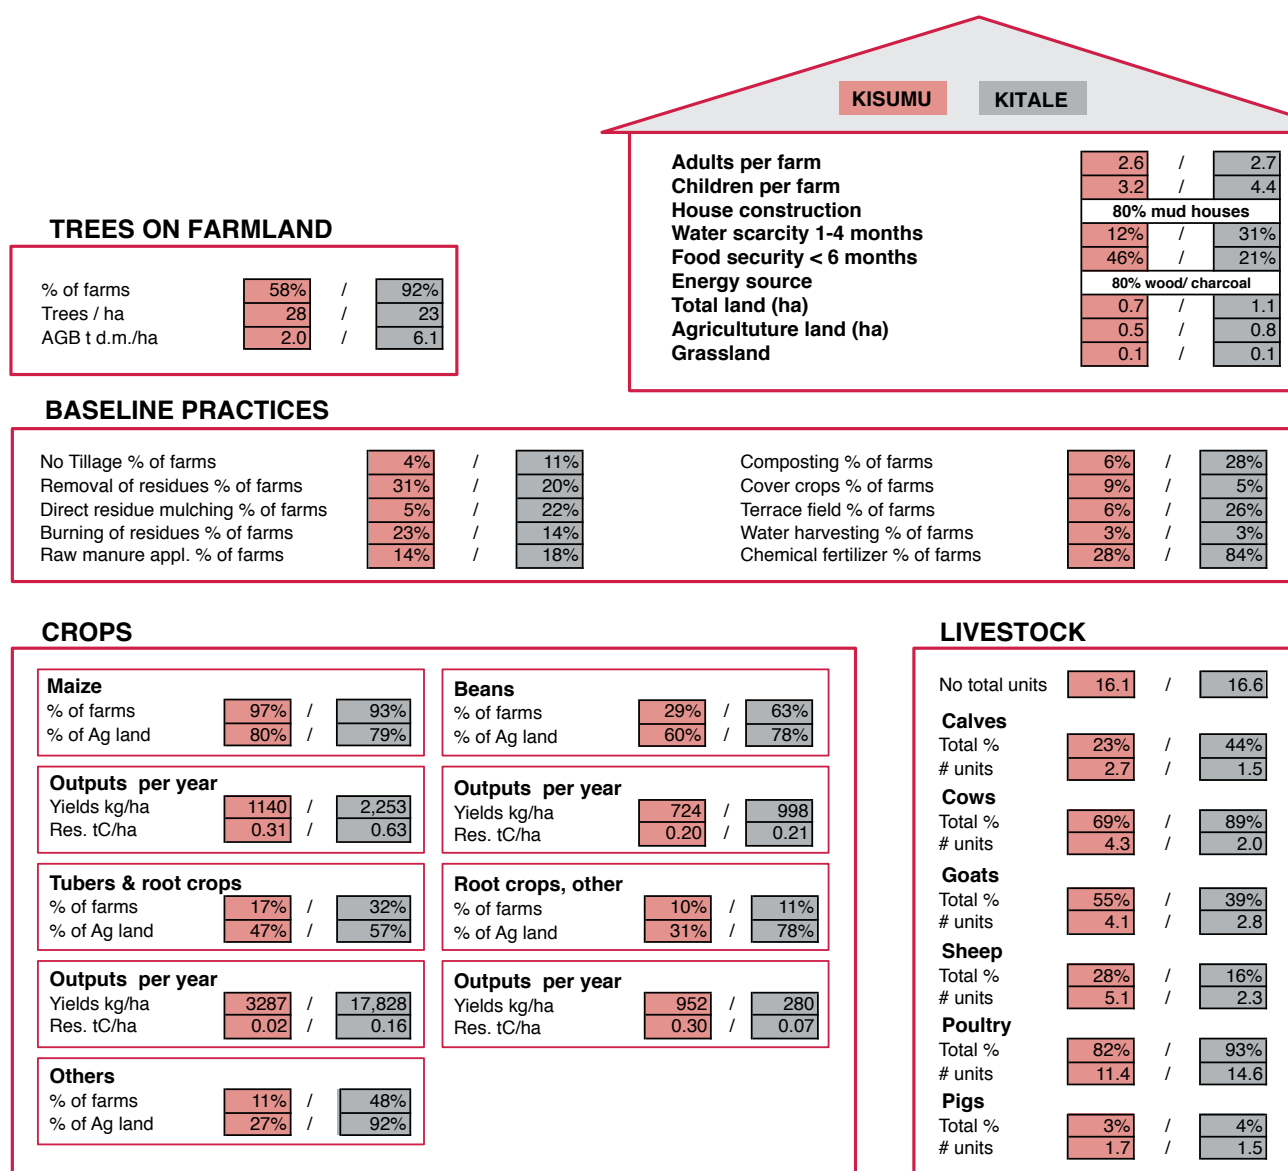 KISUMU KITALE
Adults per farm 2.6 / 2.7
Children per farm 3.2 / 4.4
House construction 80% mud houses
Water scarcity 1-4 months 12% / 31%
Food security < 6 months 46% / 21%
Energy source 80% wood/ charcoal
Total land (ha) 0.7 / 1.1
Agricultuture land (ha) 0.5 / 0.8
Grassland 0.1 / 0.1
TREES ON FARMLAND
% of farms 58% / 92%
Trees / ha 28 / 23
AGB t d.m./ha 2.0 / 6.1
BASELINE PRACTICES
No Tillage % of farms 4% / 11%
Removal of residues % of farms 31% / 20%
Direct residue mulching % of farms 5% / 22%
Burning of residues % of farms 23% / 14%
Raw manure appl. % of farms 14% / 18%
Composting % of farms 6% / 28%
Cover crops % of farms 9% / 5%
Terrace field % of farms 6% / 26%
Water harvesting % of farms 3% / 3%
Chemical fertilizer % of farms 28% / 84%
CROPS
Maize
% of farms 97% / 93%
% of Ag land 80% / 79%
Outputs per year
Yields kg/ha 1140 / 2,253
Res. tC/ha 0.31 / 0.63
Tubers & root crops
% of farms 17% / 32%
% of Ag land 47% / 57%
Outputs per year
Yields kg/ha 3287 / 17,828
Res. tC/ha 0.02 / 0.16
Others
% of farms 11% / 48%
% of Ag land 27% / 92%
Beans
% of farms 29% / 63%
% of Ag land 60% / 78%
Outputs per year
Yields kg/ha 724 / 998
Res. tC/ha 0.20 / 0.21
Root crops, other
% of farms 10% / 11%
% of Ag land 31% / 78%
Outputs per year
Yields kg/ha 952 / 280
Res. tC/ha 0.30 / 0.07
LIVESTOCK
No total units 16.1 / 16.6
Calves
Total % 23% / 44%
# units 2.7 / 1.5
Cows
Total % 69% / 89%
# units 4.3 / 2.0
Goats
Total % 55% / 39%
# units 4.1 / 2.8
Sheep
Total % 28% / 16%
# units 5.1 / 2.3
Poultry
Total % 82% / 93%
# units 11.4 / 14.6
Pigs
Total % 3% / 4%
# units 1.7 / 1.5